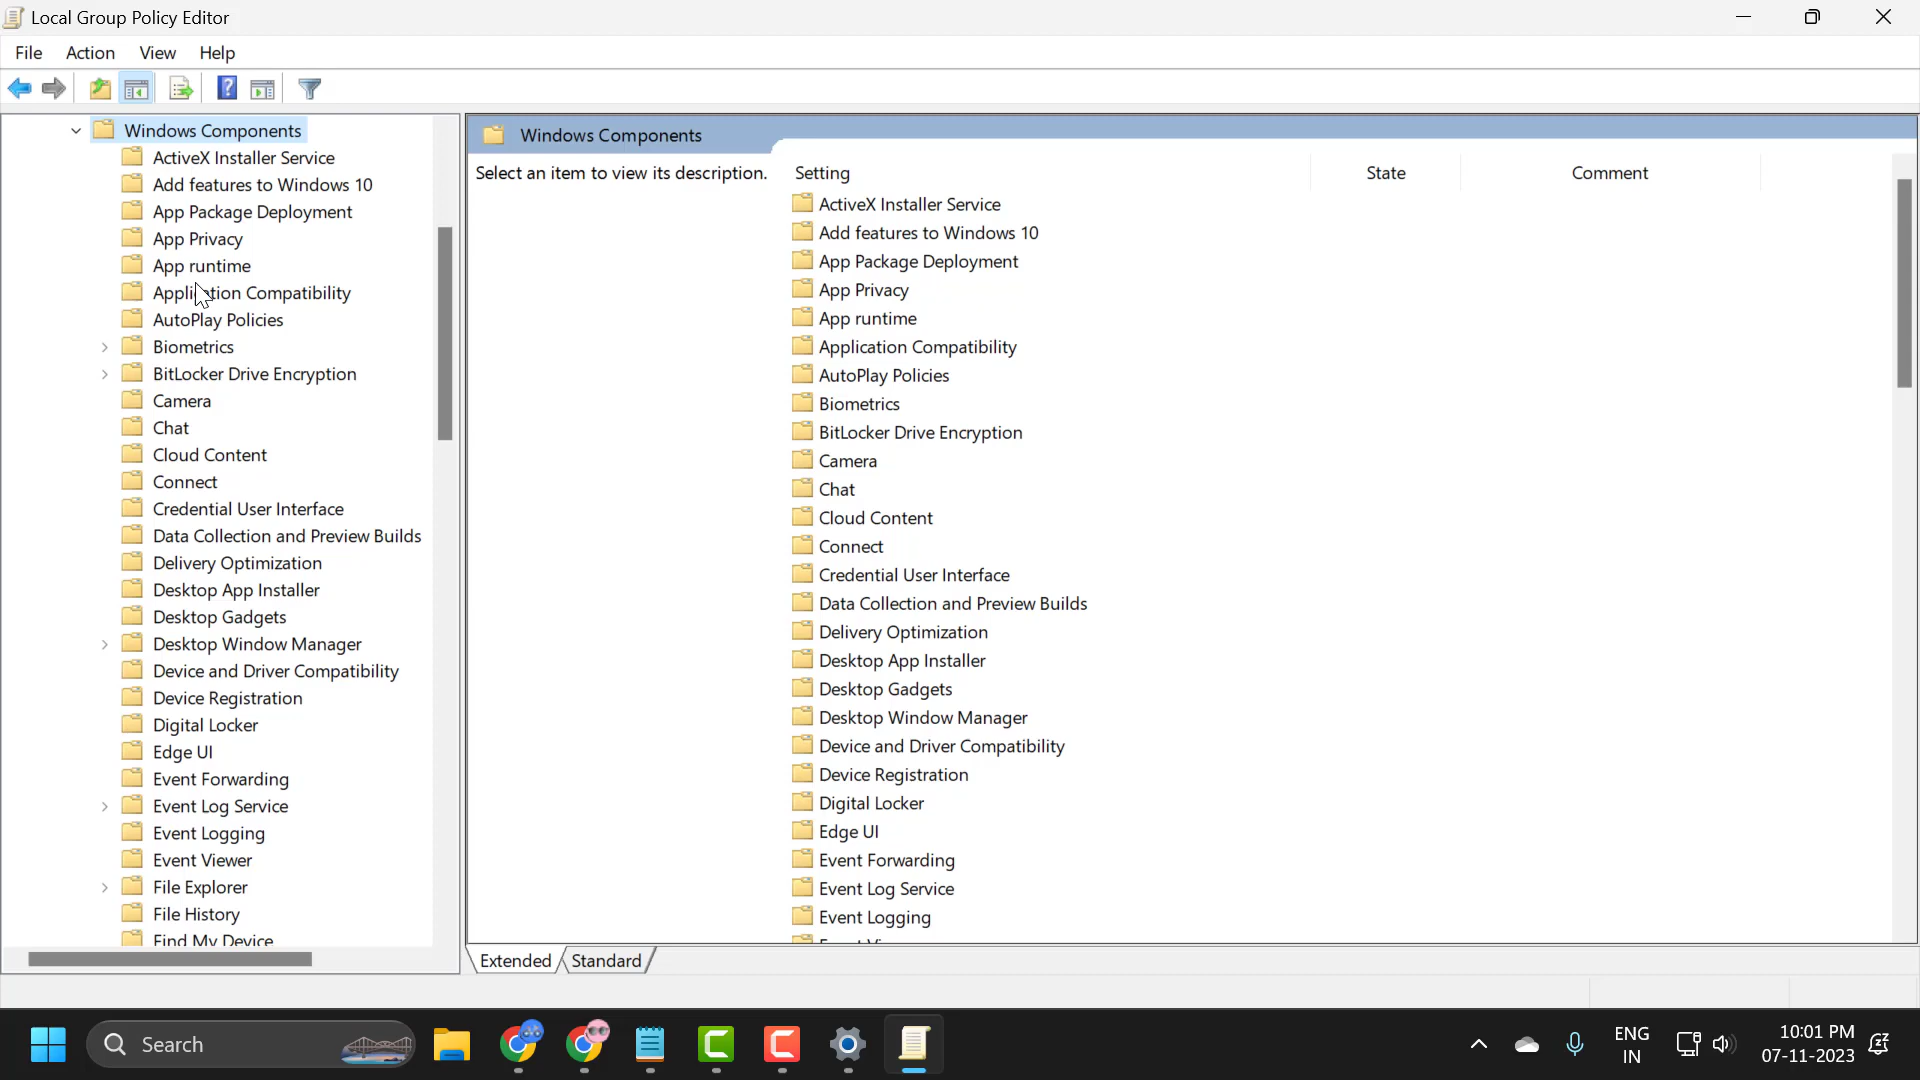 Local Group Policy Editor
File Action View Help
Windows Components
ActiveX Installer Service
Add features to Windows 10
App Package Deployment
App Privacy
App runtime
Application Compatibility
AutoPlay Policies
Biometrics
BitLocker Drive Encryption
Camera
Chat
Cloud Content
Connect
Credential User Interface
Data Collection and Preview Builds
Delivery Optimization
Desktop App Installer
Desktop Gadgets
Desktop Window Manager
Device and Driver Compatibility
Device Registration
Digital Locker
Edge UI
Event Forwarding
Event Log Service
Event Logging
Event Viewer
File Explorer
File History
Find My Device
Windows Components
Select an item to view its description.
Setting State Comment
ActiveX Installer Service
Add features to Windows 10
App Package Deployment
App Privacy
App runtime
Application Compatibility
AutoPlay Policies
Biometrics
BitLocker Drive Encryption
Camera
Chat
Cloud Content
Connect
Credential User Interface
Data Collection and Preview Builds
Delivery Optimization
Desktop App Installer
Desktop Gadgets
Desktop Window Manager
Device and Driver Compatibility
Device Registration
Digital Locker
Edge UI
Event Forwarding
Event Log Service
Event Logging
Extended Standard
Search
ENG
IN
10:01 PM
07-11-2023